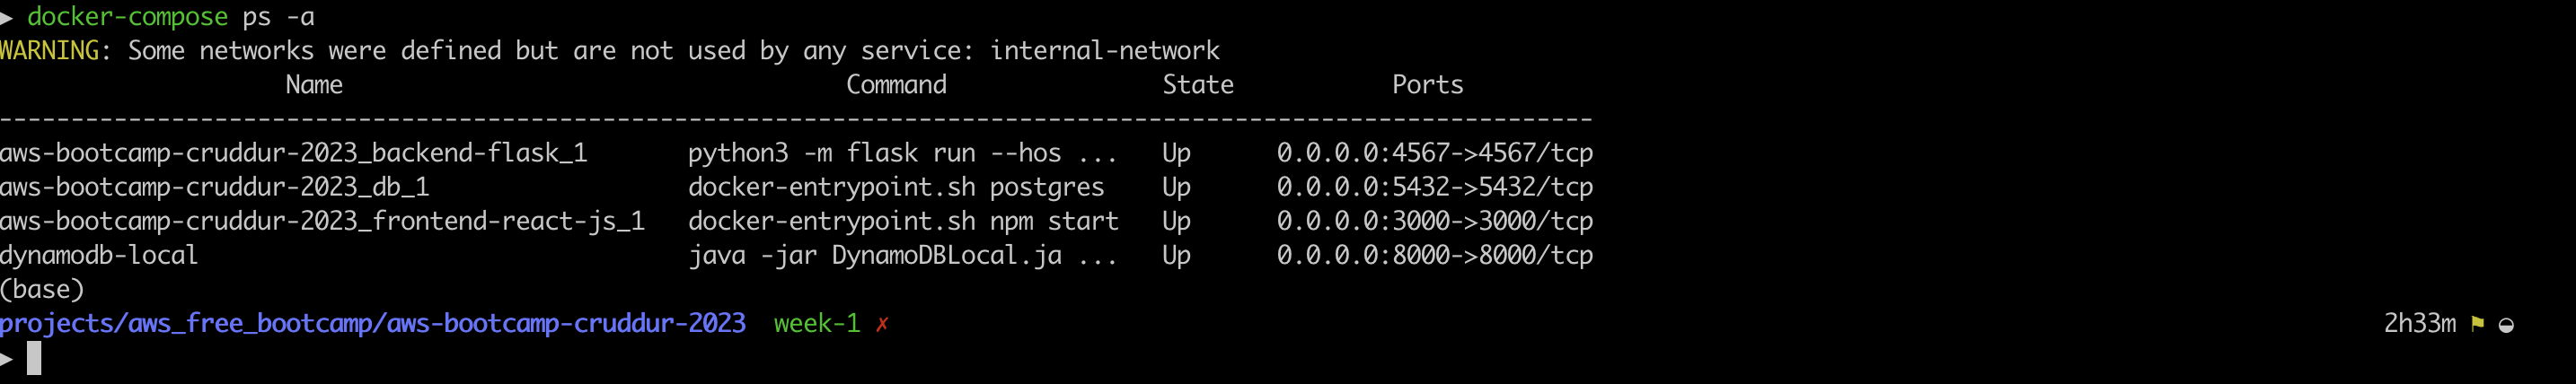 ▶ docker-compose ps -a
WARNING: Some networks were defined but are not used by any service: internal-network
Name Command State Ports
---------------------------------------------------------------------------------------------------------------
aws-bootcamp-cruddur-2023_backend-flask_1 python3 -m flask run --hos ... Up 0.0.0.0:4567->4567/tcp
aws-bootcamp-cruddur-2023_db_1 docker-entrypoint.sh postgres Up 0.0.0.0:5432->5432/tcp
aws-bootcamp-cruddur-2023_frontend-react-js_1 docker-entrypoint.sh npm start Up 0.0.0.0:3000->3000/tcp
dynamodb-local java -jar DynamoDBLocal.ja ... Up 0.0.0.0:8000->8000/tcp
(base)
projects/aws_free_bootcamp/aws-bootcamp-cruddur-2023 week-1 ✗ 2h33m ⚑ ◒
▶